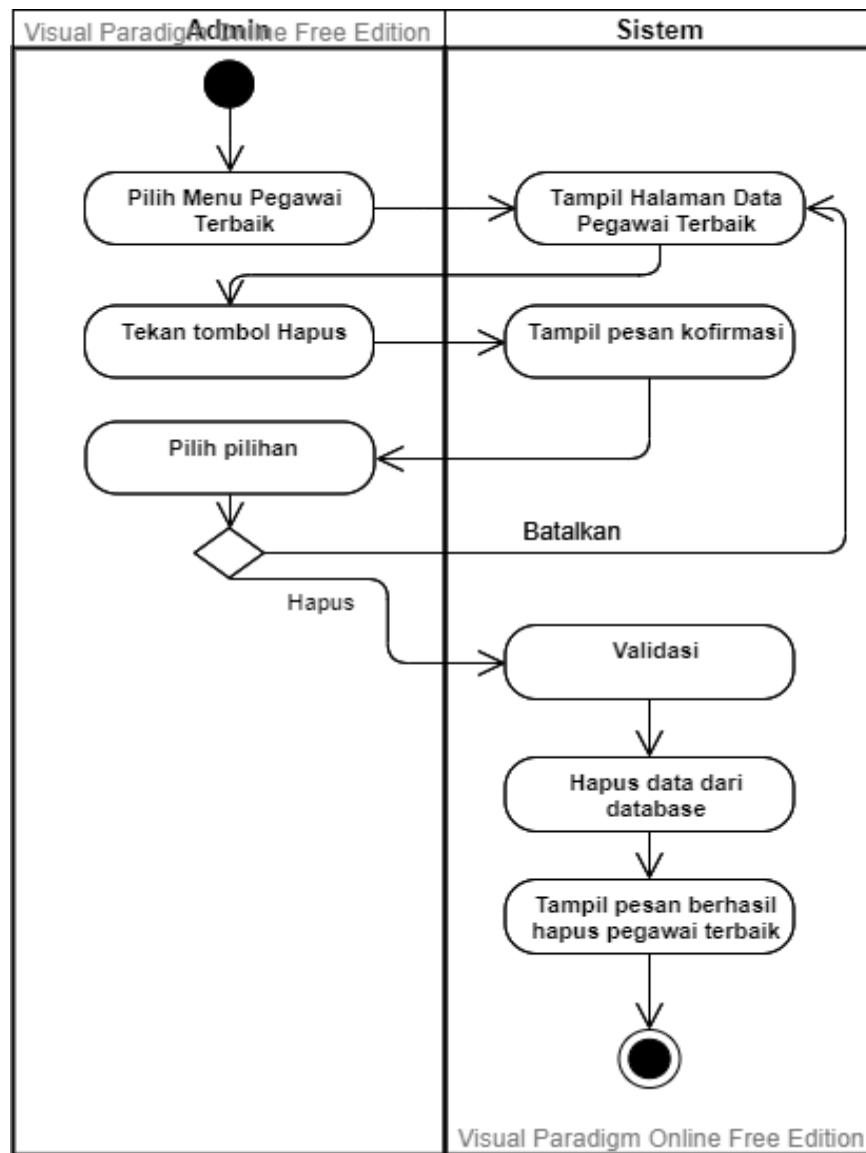 Visual Paradigm Online Free Edition
Admin
Sistem
Pilih Menu Pegawai
Terbaik
Tampil Halaman Data
Pegawai Terbaik
Tekan tombol Hapus
Tampil pesan kofirmasi
Pilih pilihan
Batalkan
Hapus
Validasi
Hapus data dari
database
Tampil pesan berhasil
hapus pegawai terbaik
Visual Paradigm Online Free Edition